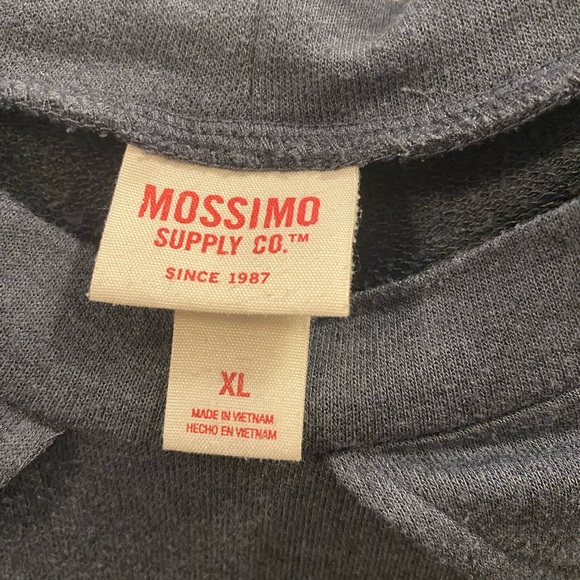 MOSSIMO
SUPPLY CO.™
SINCE 1987
XL
MADE IN VIETNAM
HECHO EN VIETNAM